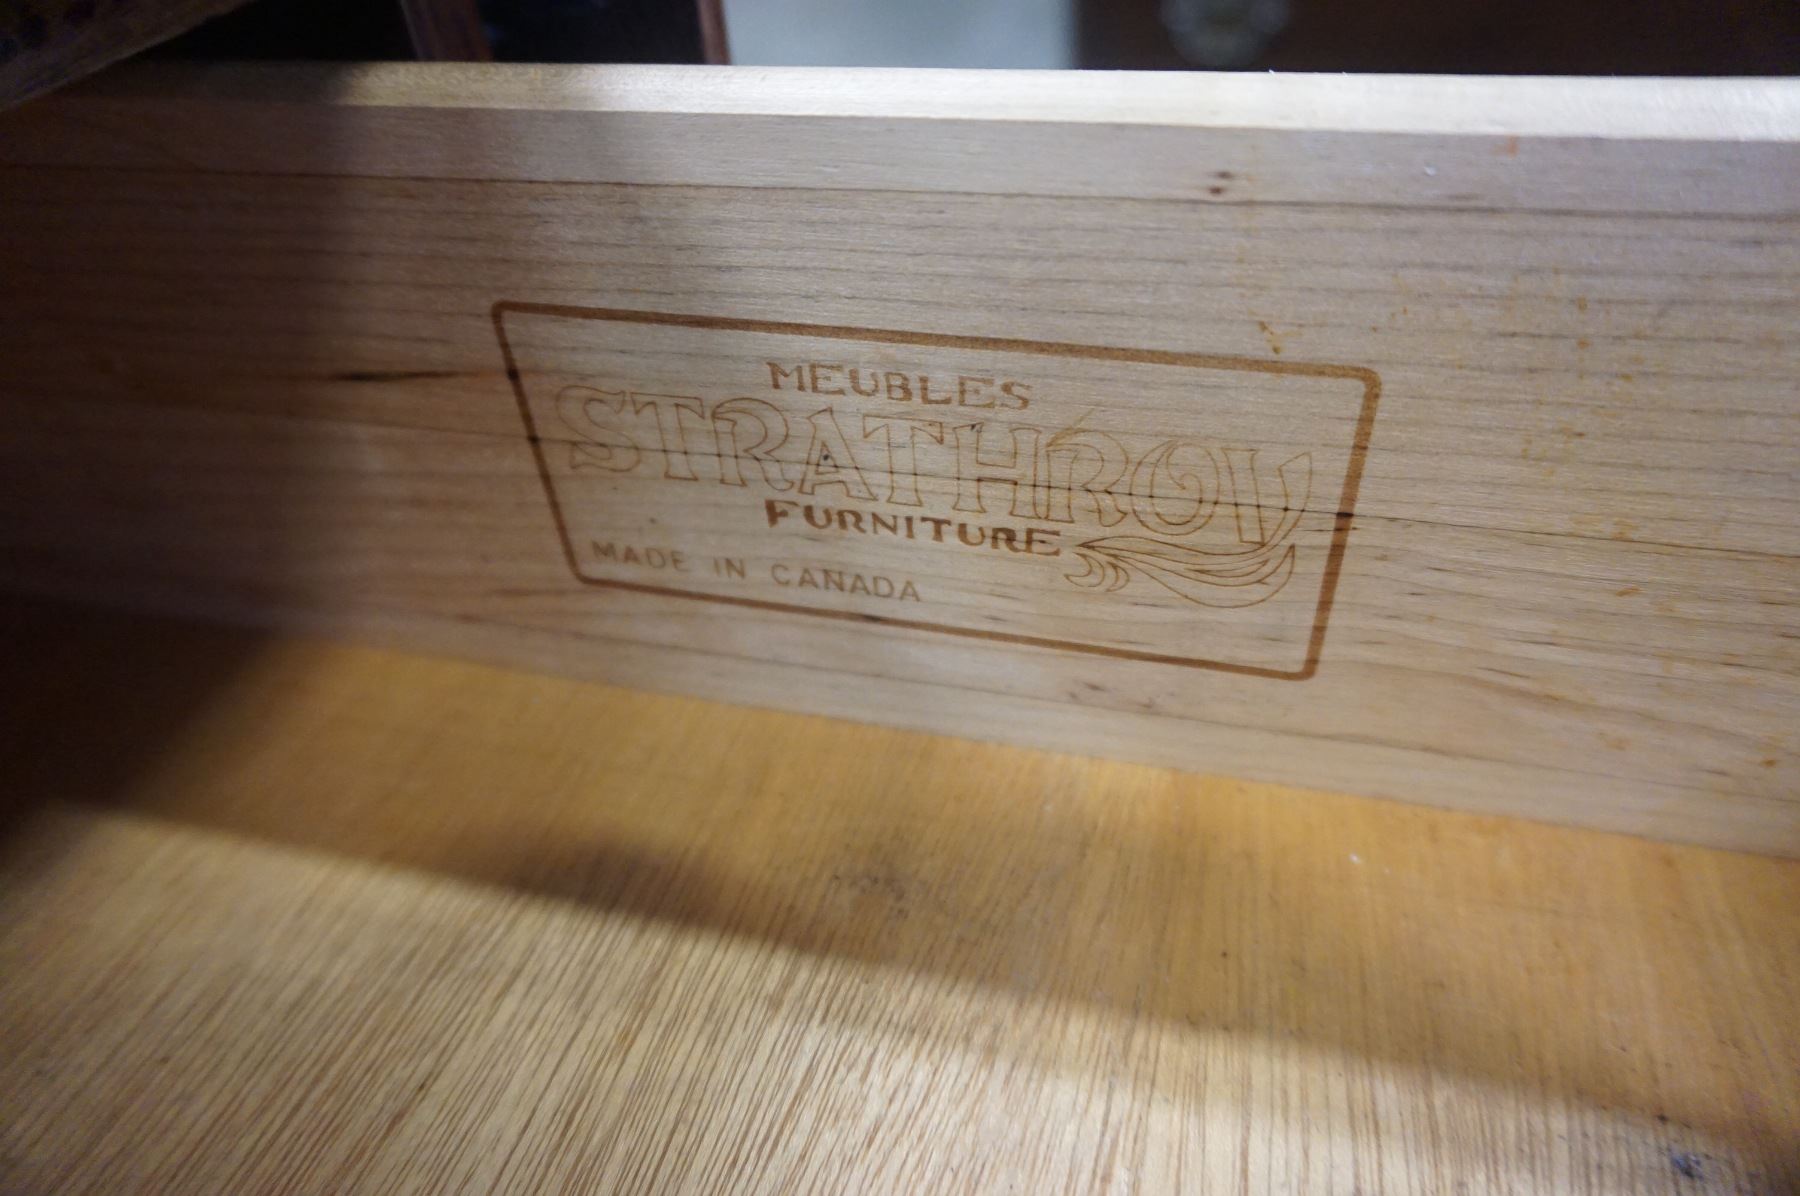 MEUBLES
STRATHROY
FURNITURE
MADE IN CANADA